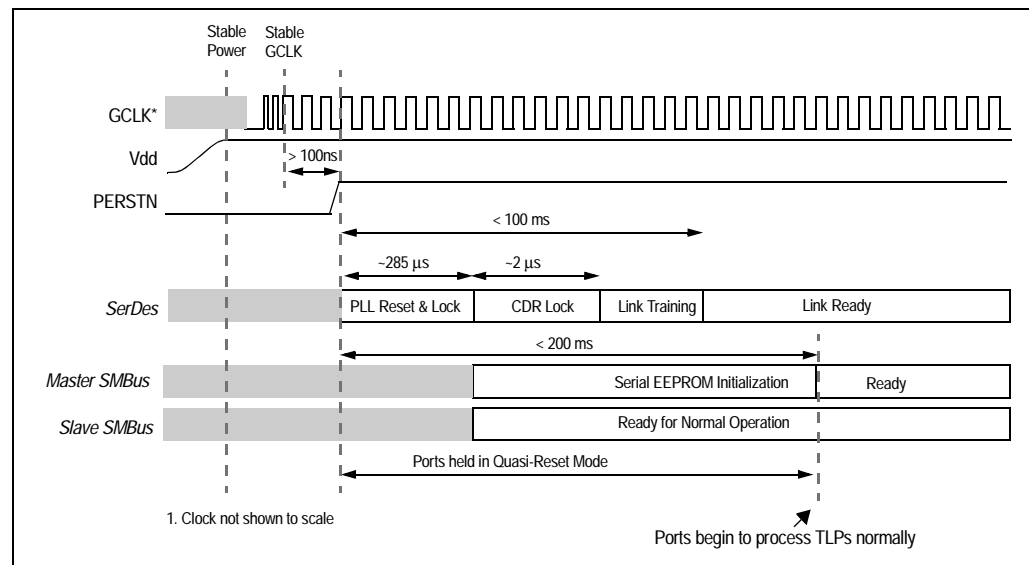 Stable
Power
Stable
GCLK
GCLK*
Vdd
> 100ns
PERSTN
< 100 ms
~285 μs
~2 μs
SerDes
PLL Reset & Lock
CDR Lock
Link Training
Link Ready
< 200 ms
Master SMBus
Serial EEPROM Initialization
Ready
Slave SMBus
Ready for Normal Operation
Ports held in Quasi-Reset Mode
1. Clock not shown to scale
Ports begin to process TLPs normally